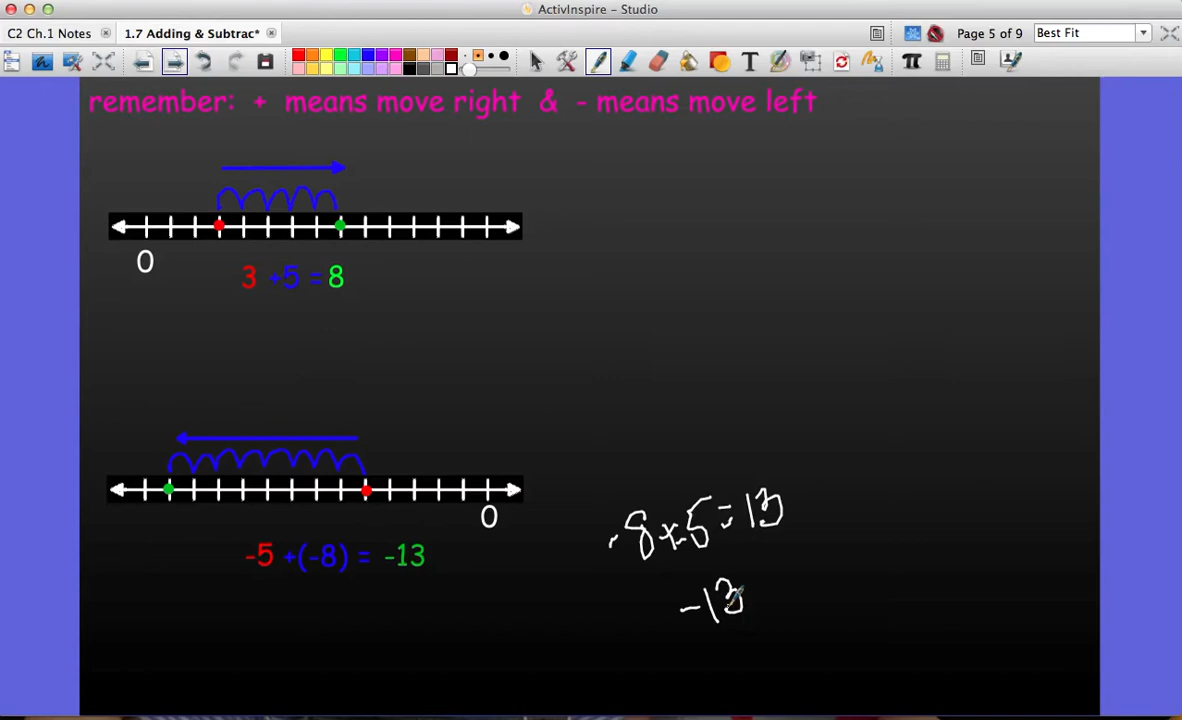 ActivInspire - Studio
C2 Ch.1 Notes
1.7 Adding & Subtrac*
Page 5 of 9
Best Fit
remember: + means move right & - means move left
0
3 +5 = 8
0
-5 +(-8) = -13
-8+-5=13
-13